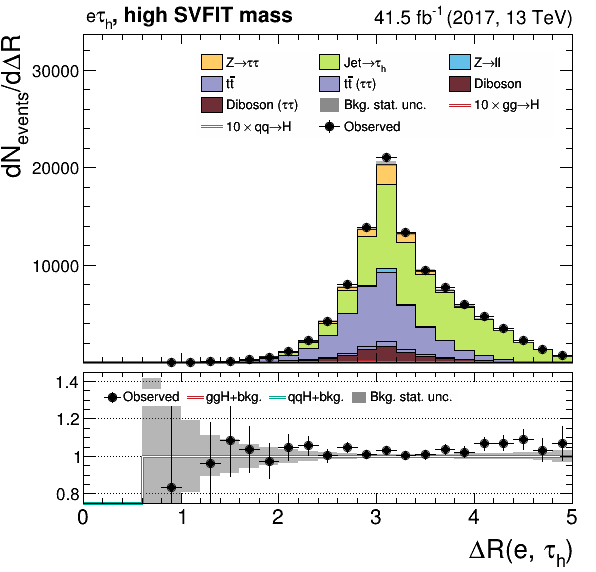 eτh, high SVFIT mass 41.5 fb⁻¹ (2017, 13 TeV)
dN_events/dΔR
30000
20000
10000
Z→ττ Jet→τh Z→ll
tt̄ tt̄ (ττ) Diboson
Diboson (ττ) Bkg. stat. unc. 10 × gg→H
10 × qq→H Observed
1.4
1.2
1
0.8
Observed ggH+bkg. qqH+bkg. Bkg. stat. unc.
0 1 2 3 4 5
ΔR(e, τh)